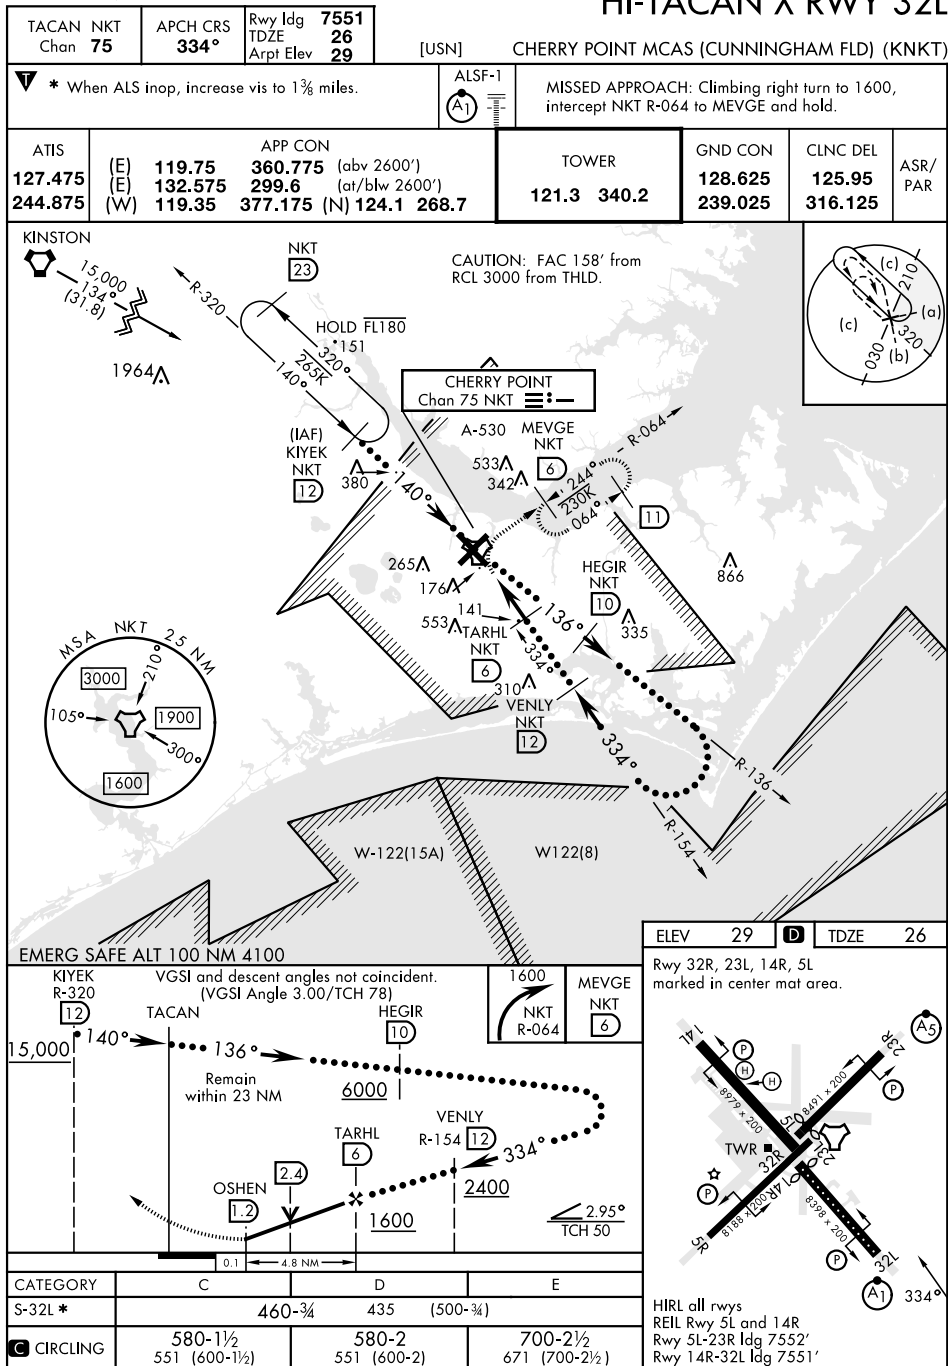 HI-TACAN X RWY 32L
TACAN NKT
Chan 75
APCH CRS
334°
Rwy ldg 7551
TDZE 26
Arpt Elev 29
[USN]
CHERRY POINT MCAS (CUNNINGHAM FLD) (KNKT)
T * When ALS inop, increase vis to 1⅜ miles.
ALSF-1
A1
MISSED APPROACH: Climbing right turn to 1600,
intercept NKT R-064 to MEVGE and hold.
ATIS
127.475
244.875
APP CON
(E) 119.75 360.775 (abv 2600')
(E) 132.575 299.6 (at/blw 2600')
(W) 119.35 377.175 (N) 124.1 268.7
TOWER
121.3 340.2
GND CON
128.625
239.025
CLNC DEL
125.95
316.125
ASR/
PAR
KINSTON
15,000
134°
(31.8)
R-320
NKT
23
CAUTION: FAC 158' from
RCL 3000 from THLD.
(c)
210
(a)
(c)
320
030
(b)
HOLD FL180
151
320°
265K
140°
1964
CHERRY POINT
Chan 75 NKT
(IAF)
KIYEK
NKT
12
380
140°
A-530
533
342
MEVGE
NKT
6
R-064
244°
230K
064°
11
265
176
HEGIR
NKT
10
866
141
553
TARHL
NKT
6
136°
335
334°
310
VENLY
NKT
12
334°
R-136
R-154
MSA NKT 25 NM
210°
3000
105°
1900
300°
1600
W-122(15A)
W122(8)
EMERG SAFE ALT 100 NM 4100
KIYEK
R-320
12
VGSI and descent angles not coincident.
(VGSI Angle 3.00/TCH 78)
TACAN
HEGIR
10
1600
NKT
R-064
MEVGE
NKT
6
15,000
140°
136°
Remain
within 23 NM
6000
VENLY
R-154 12
334°
TARHL
6
2.4
OSHEN
1.2
2400
1600
2.95°
TCH 50
0.1
4.8 NM
CATEGORY C D E
S-32L * 460-¾ 435 (500-¾)
C CIRCLING
580-1½
551 (600-1½)
580-2
551 (600-2)
700-2½
671 (700-2½)
ELEV 29 D TDZE 26
Rwy 32R, 23L, 14R, 5L
marked in center mat area.
A5
14L
23R
P
H
H
P
8979 x 200
8491 x 200
5L
TWR
32R
23L
14R
P
8188 x 200
8398 x 200
5R
P
32L
A1
334°
HIRL all rwys
REIL Rwy 5L and 14R
Rwy 5L-23R ldg 7552'
Rwy 14R-32L ldg 7551'